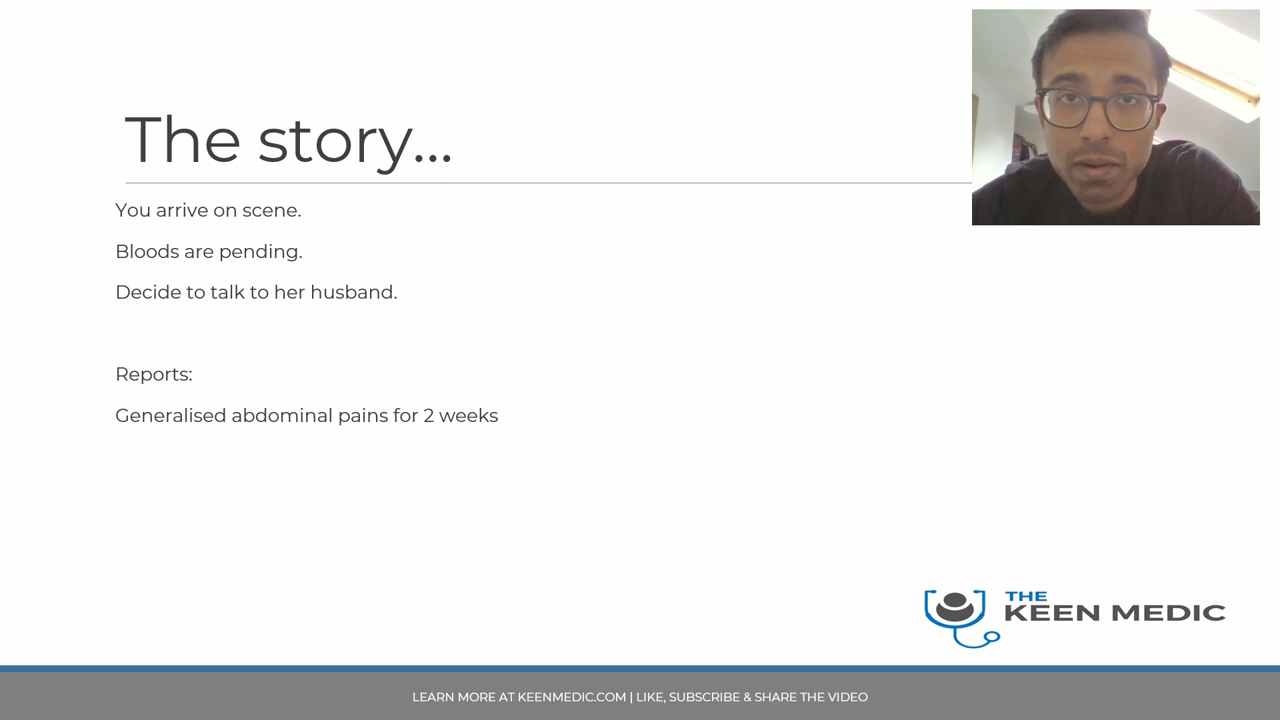 The story...
You arrive on scene.
Bloods are pending.
Decide to talk to her husband.
Reports:
Generalised abdominal pains for 2 weeks
THE
KEEN MEDIC
LEARN MORE AT KEENMEDIC.COM | LIKE, SUBSCRIBE & SHARE THE VIDEO